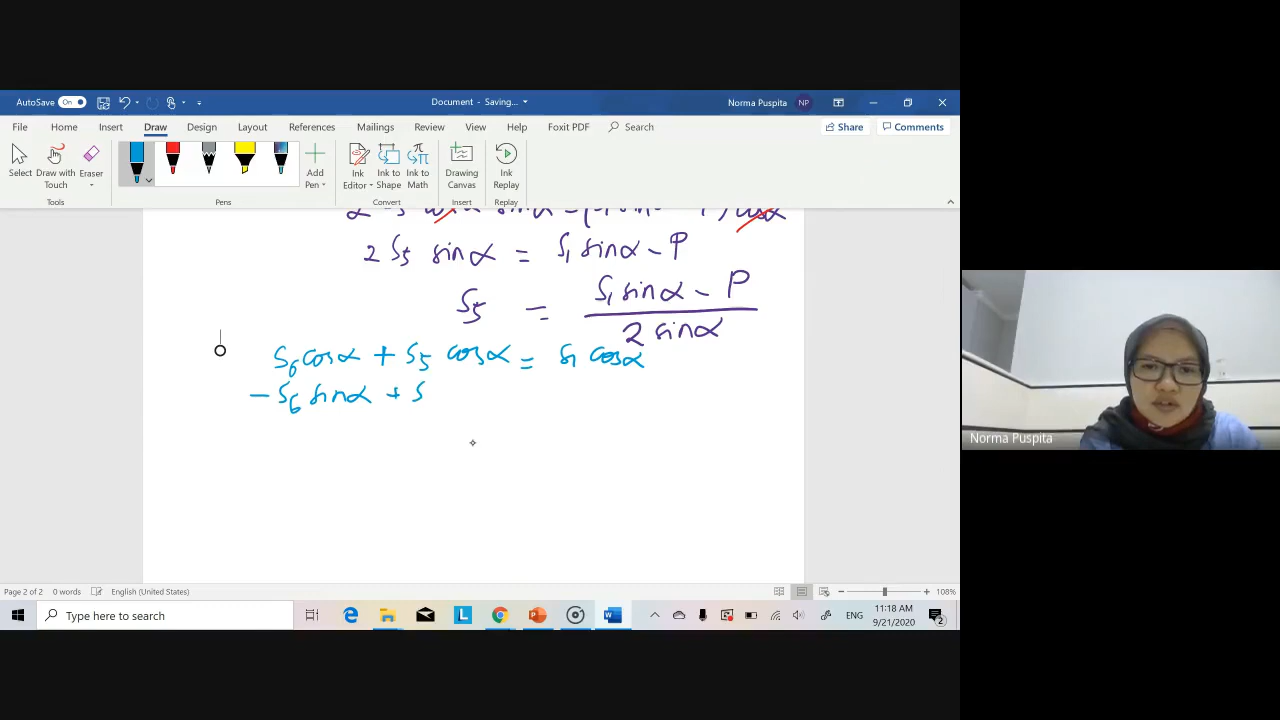 AutoSave On
Document - Saving...
Norma Puspita NP
File Home Insert Draw Design Layout References Mailings Review View Help Foxit PDF Search
Share Comments
Select
Draw with Touch
Eraser
Add Pen
Ink Editor
Ink to Shape
Ink to Math
Drawing Canvas
Ink Replay
Tools Pens Convert Insert Replay
2 S5 sinα = S1 sinα - P
S5 = S1 sinα - P
2 sinα
S6 cosα + S5 cosα = S1 cosα
- S6 sinα + S
Norma Puspita
Page 2 of 2 0 words English (United States) 108%
Type here to search
ENG
11:18 AM
9/21/2020
2